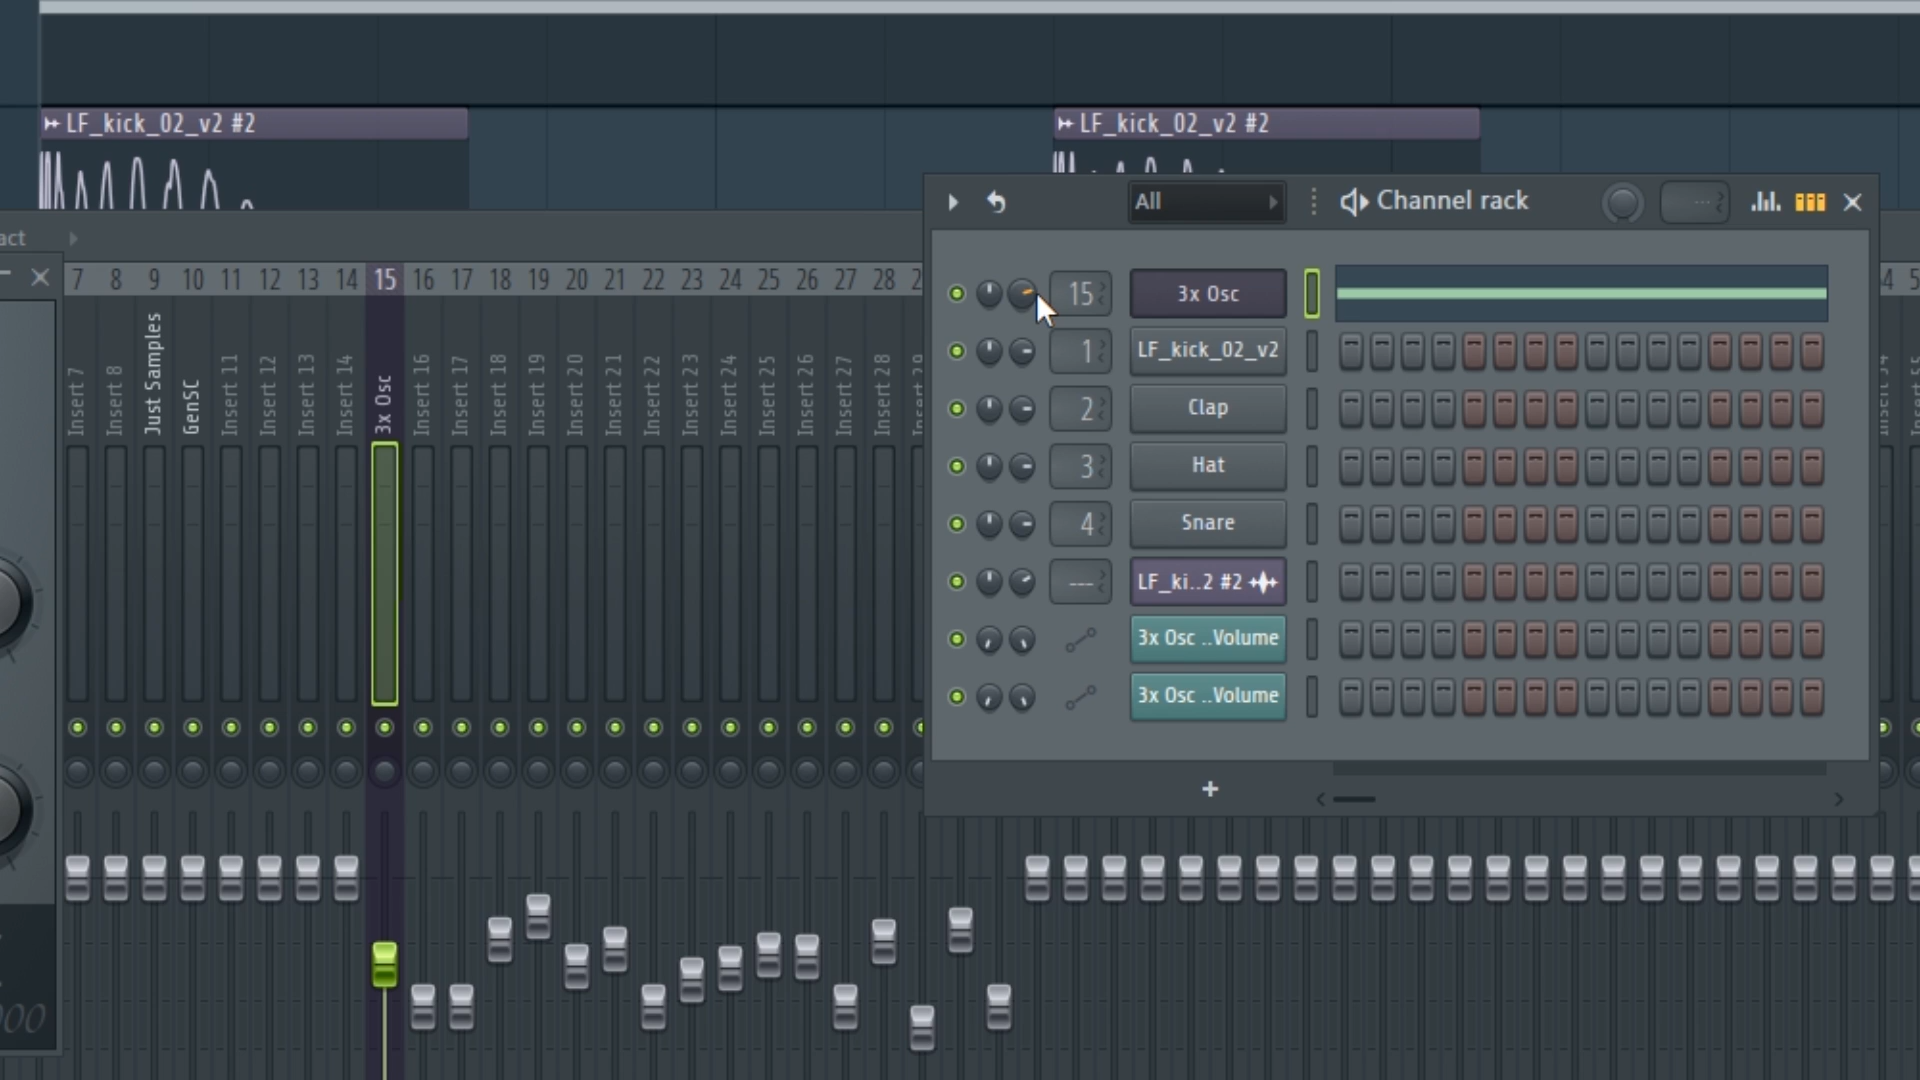 LF_kick_02_v2 #2
LF_kick_02_v2 #2
All
Channel rack
act
7 8 9 10 11 12 13 14 15 16 17 18 19 20 21 22 23 24 25 26 27 28
Insert 7
Insert 8
Just Samples
GenSC
Insert 11
Insert 12
Insert 13
Insert 14
3x Osc
Insert 16
Insert 17
Insert 18
Insert 19
Insert 20
Insert 21
Insert 22
Insert 23
Insert 24
Insert 25
Insert 26
Insert 27
Insert 28
15 3x Osc
1 LF_kick_02_v2
2 Clap
3 Hat
4 Snare
--- LF_ki..2 #2
3x Osc ..Volume
3x Osc ..Volume
+